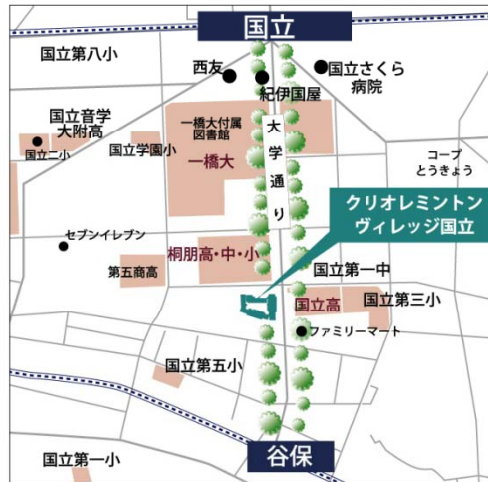 国立
国立第八小
西友
国立さくら
病院
紀伊国屋
国立音学
大附高
国立二小
国立学園小
一橋大付属
図書館
一橋大
大学通り
コープ
とうきょう
クリオレミントン
ヴィレッジ国立
セブンイレブン
桐朋高・中・小
第五商高
国立第一中
国立高
国立第三小
ファミリーマート
国立第五小
谷保
国立第一小